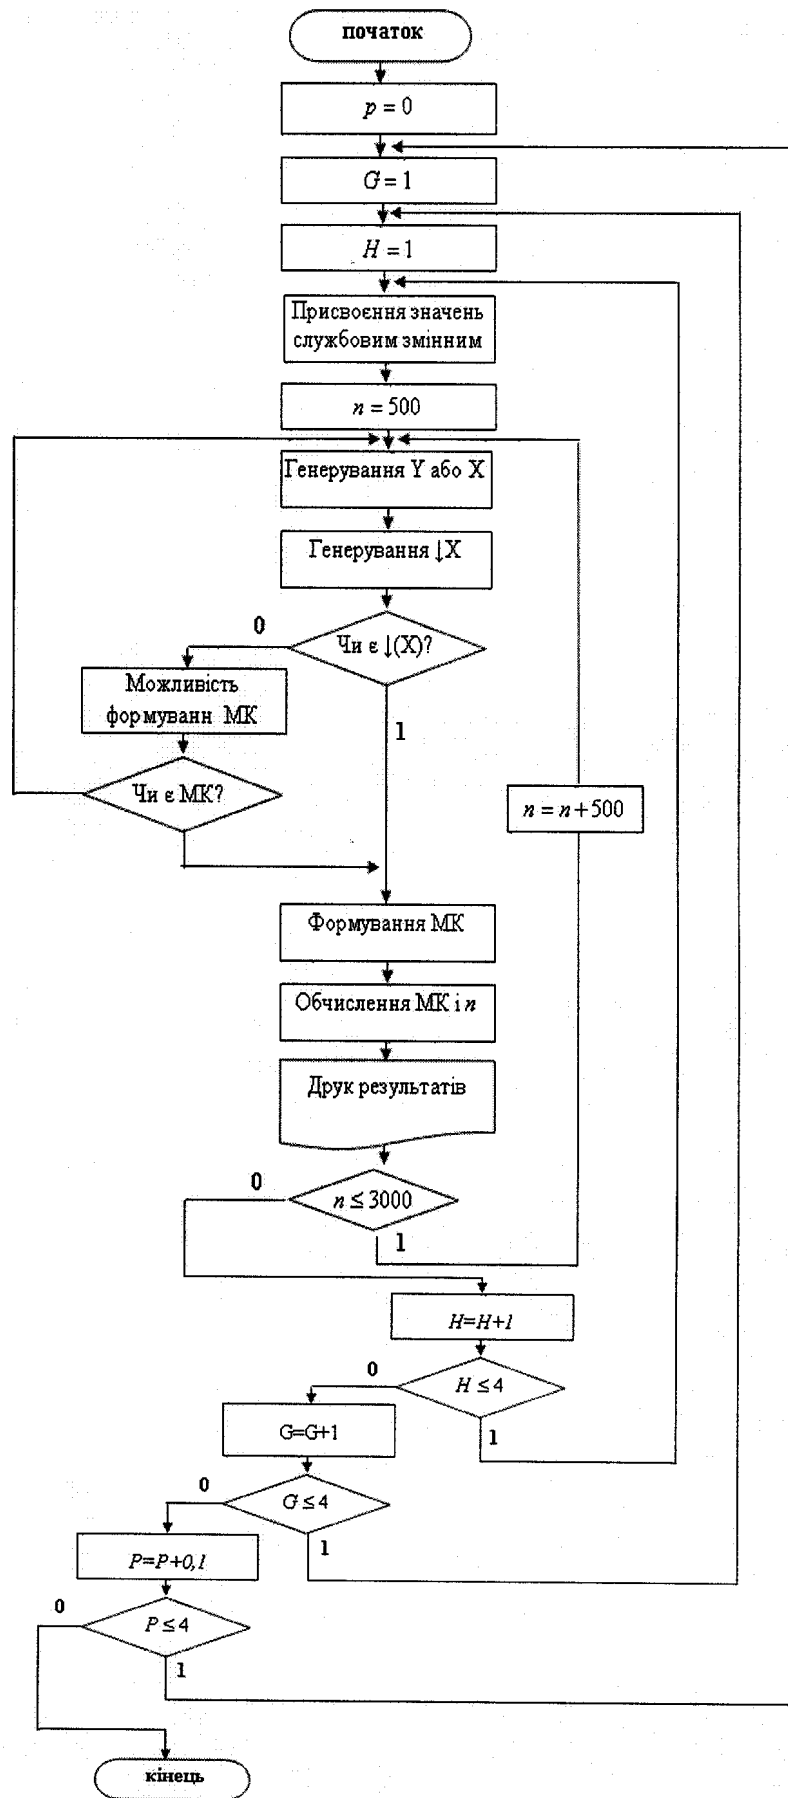 початок
p = 0
G = 1
H = 1
Присвоєння значень
службовим змінним
n = 500
Генерування Y або X
Генерування ↓X
0
Чи є ↓(X)?
Можливість
формуванн МК
1
Чи є МК?
n = n + 500
Формування МК
Обчислення МК і n
Друк результатів
0
n ≤ 3000
1
H=H+1
0
H ≤ 4
G=G+1
1
0
G ≤ 4
1
P=P+0,1
0
P ≤ 4
1
кінець